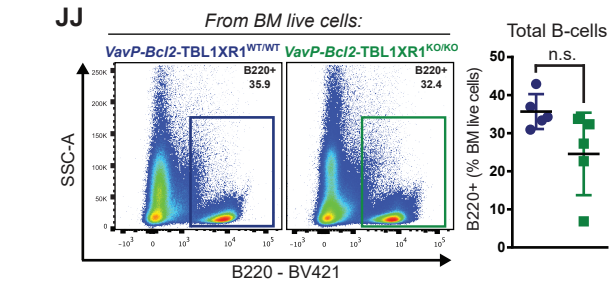 JJ
From BM live cells:
VavP-Bcl2-TBL1XR1WT/WT VavP-Bcl2-TBL1XR1KO/KO
B220+
35.9
B220+
32.4
250K
200K
150K
100K
50K
0
SSC-A
-10³ 0 10³ 10⁴ 10⁵
-10³ 0 10³ 10⁴ 10⁵
B220 - BV421
Total B-cells
n.s.
50
40
30
20
10
0
B220+ (% BM live cells)